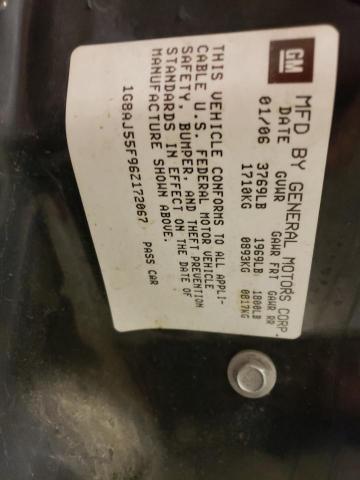 GM
MFD BY GENERAL MOTORS CORP.
DATE GVWR GAWR FRT GAWR RR
01/06 3769LB 1969LB 1800LB
1710KG 0893KG 0817KG
THIS VEHICLE CONFORMS TO ALL APPLI-
CABLE U.S. FEDERAL MOTOR VEHICLE
SAFETY, BUMPER, AND THEFT PREVENTION
STANDARDS IN EFFECT ON THE DATE OF
MANUFACTURE SHOWN ABOVE.
1G8AJ55F96Z172067 PASS CAR